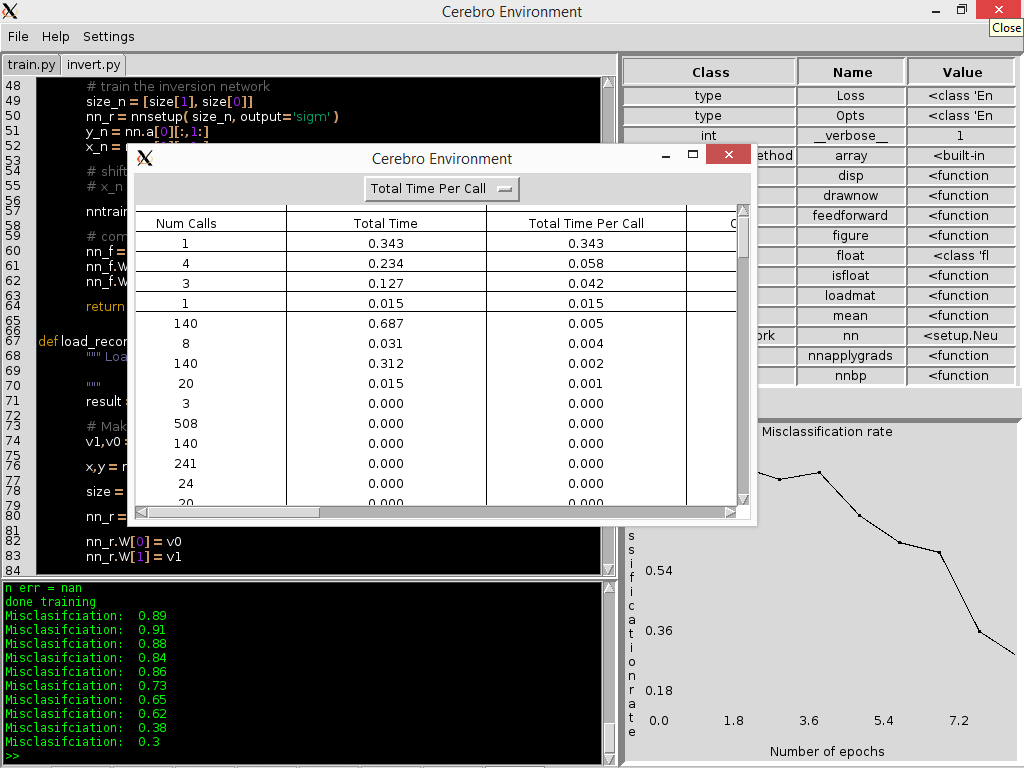 Cerebro Environment
Close
File Help Settings
train.py invert.py
48 # train the inversion network
49 size_n = [size[1], size[0]]
50 nn_r = nnsetup( size_n, output='sigm' )
51 y_n = nn.a[0][:,1:]
52 x_n =
53
54 # shift
55 # x_n
56
57 nntrain
58
59 # com
60 nn_f =
61 nn_f.W
62 nn_f.W
63
64 return
65
66
67 def load_recon
68 """ Loa
69
70 """
71 result =
72
73 # Mak
74 v1,v0 =
75
76 x,y = r
77
78 size =
79
80 nn_r =
81
82 nn_r.W[0] = v0
83 nn_r.W[1] = v1
84
Cerebro Environment
Total Time Per Call
Num Calls Total Time Total Time Per Call C
1 0.343 0.343
4 0.234 0.058
3 0.127 0.042
1 0.015 0.015
140 0.687 0.005
8 0.031 0.004
140 0.312 0.002
20 0.015 0.001
3 0.000 0.000
508 0.000 0.000
140 0.000 0.000
241 0.000 0.000
24 0.000 0.000
20 0.000 0.000
Class Name Value
type Loss <class 'En
type Opts <class 'En
int __verbose__ 1
ethod array <built-in
disp <function
drawnow <function
feedforward <function
figure <function
float <class 'fl
isfloat <function
loadmat <function
mean <function
ork nn <setup.Neu
nnapplygrads <function
nnbp <function
n err = nan
done training
Misclasifciation: 0.89
Misclasifciation: 0.91
Misclasifciation: 0.88
Misclasifciation: 0.84
Misclasifciation: 0.86
Misclasifciation: 0.73
Misclasifciation: 0.65
Misclasifciation: 0.62
Misclasifciation: 0.38
Misclasifciation: 0.3
>>
Misclassification rate
ssification rate
0.54
0.36
0.18
0.0 1.8 3.6 5.4 7.2
Number of epochs